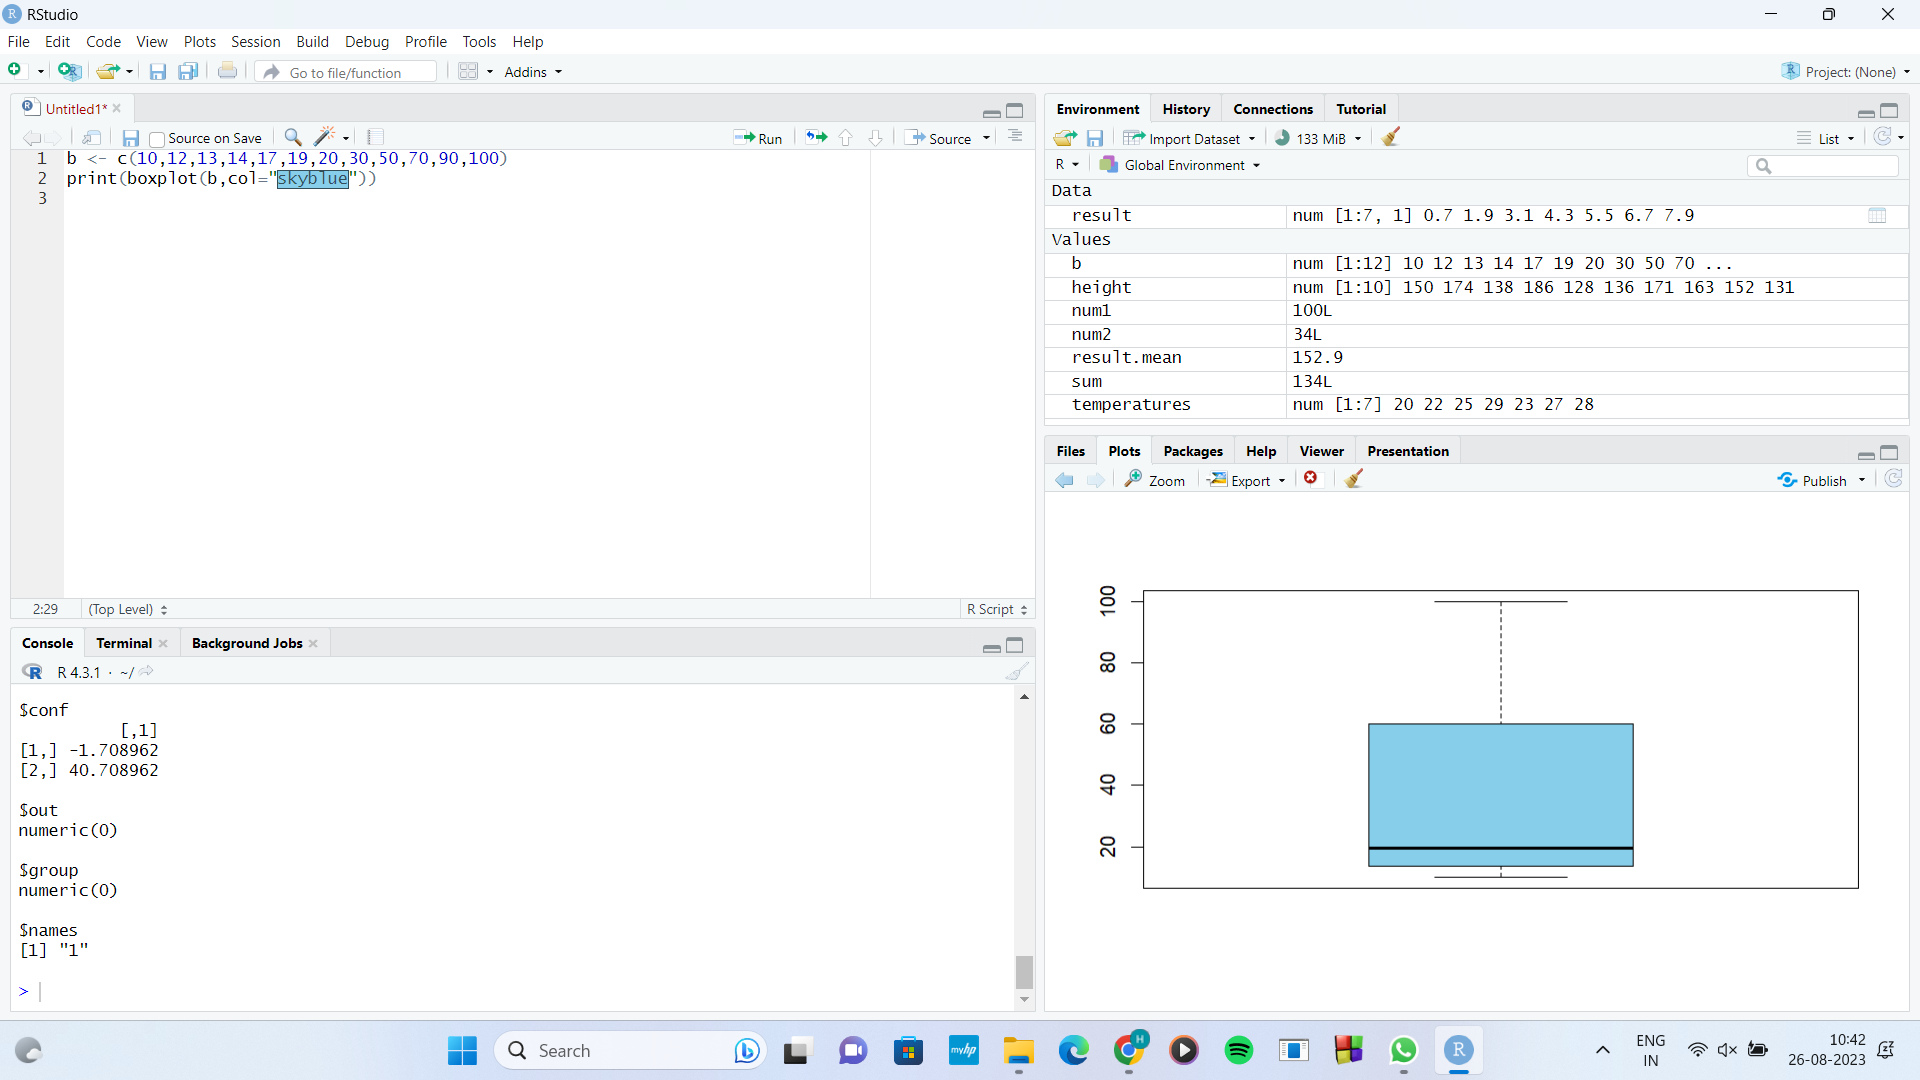 RStudio
File Edit Code View Plots Session Build Debug Profile Tools Help
Go to file/function Addins Project: (None)
Untitled1*
Source on Save Run Source
1 b <- c(10,12,13,14,17,19,20,30,50,70,90,100)
2 print(boxplot(b,col="skyblue"))
3
2:29 (Top Level) R Script
Console Terminal Background Jobs
R 4.3.1 · ~/
$conf
[,1]
[1,] -1.708962
[2,] 40.708962
$out
numeric(0)
$group
numeric(0)
$names
[1] "1"
>
Environment History Connections Tutorial
Import Dataset 133 MiB List
R Global Environment
Data
result num [1:7, 1] 0.7 1.9 3.1 4.3 5.5 6.7 7.9
Values
b num [1:12] 10 12 13 14 17 19 20 30 50 70 ...
height num [1:10] 150 174 138 186 128 136 171 163 152 131
num1 100L
num2 34L
result.mean 152.9
sum 134L
temperatures num [1:7] 20 22 25 29 23 27 28
Files Plots Packages Help Viewer Presentation
Zoom Export Publish
100
80
60
40
20
Search
myhp
H
R
ENG
IN
10:42
26-08-2023